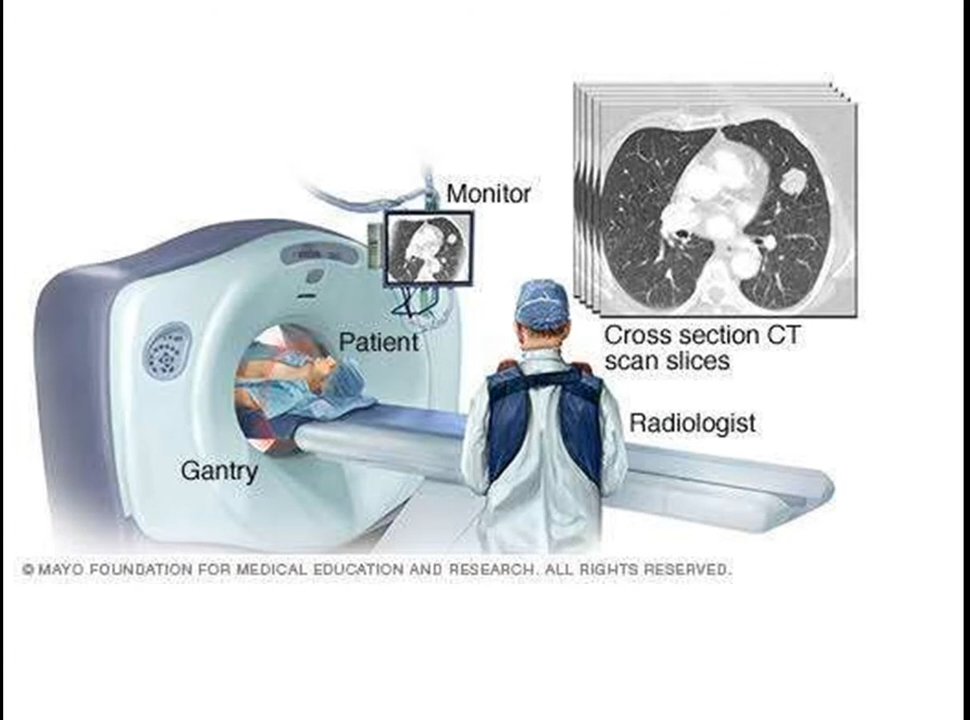 Monitor
Patient
Cross section CT
scan slices
Radiologist
Gantry
© MAYO FOUNDATION FOR MEDICAL EDUCATION AND RESEARCH. ALL RIGHTS RESERVED.